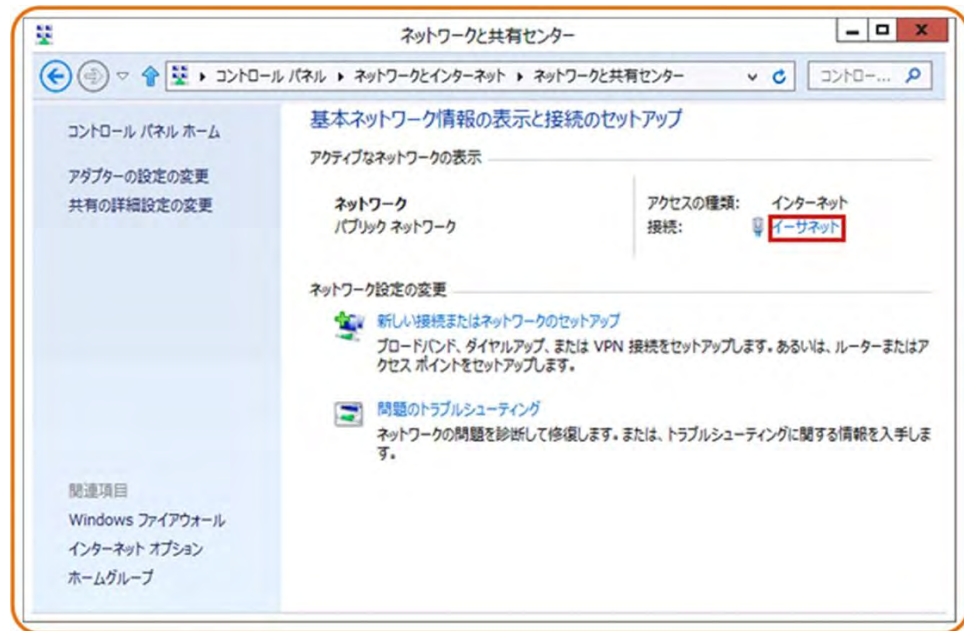 ネットワークと共有センター
コントロール パネル ▸ ネットワークとインターネット ▸ ネットワークと共有センター
コントロー... 
コントロール パネル ホーム
アダプターの設定の変更
共有の詳細設定の変更
基本ネットワーク情報の表示と接続のセットアップ
アクティブなネットワークの表示
ネットワーク
パブリック ネットワーク
アクセスの種類: インターネット
接続: イーサネット
ネットワーク設定の変更
新しい接続またはネットワークのセットアップ
ブロードバンド、ダイヤルアップ、または VPN 接続をセットアップします。あるいは、ルーターまたはア
クセス ポイントをセットアップします。
問題のトラブルシューティング
ネットワークの問題を診断して修復します。または、トラブルシューティングに関する情報を入手しま
す。
関連項目
Windows ファイアウォール
インターネット オプション
ホームグループ